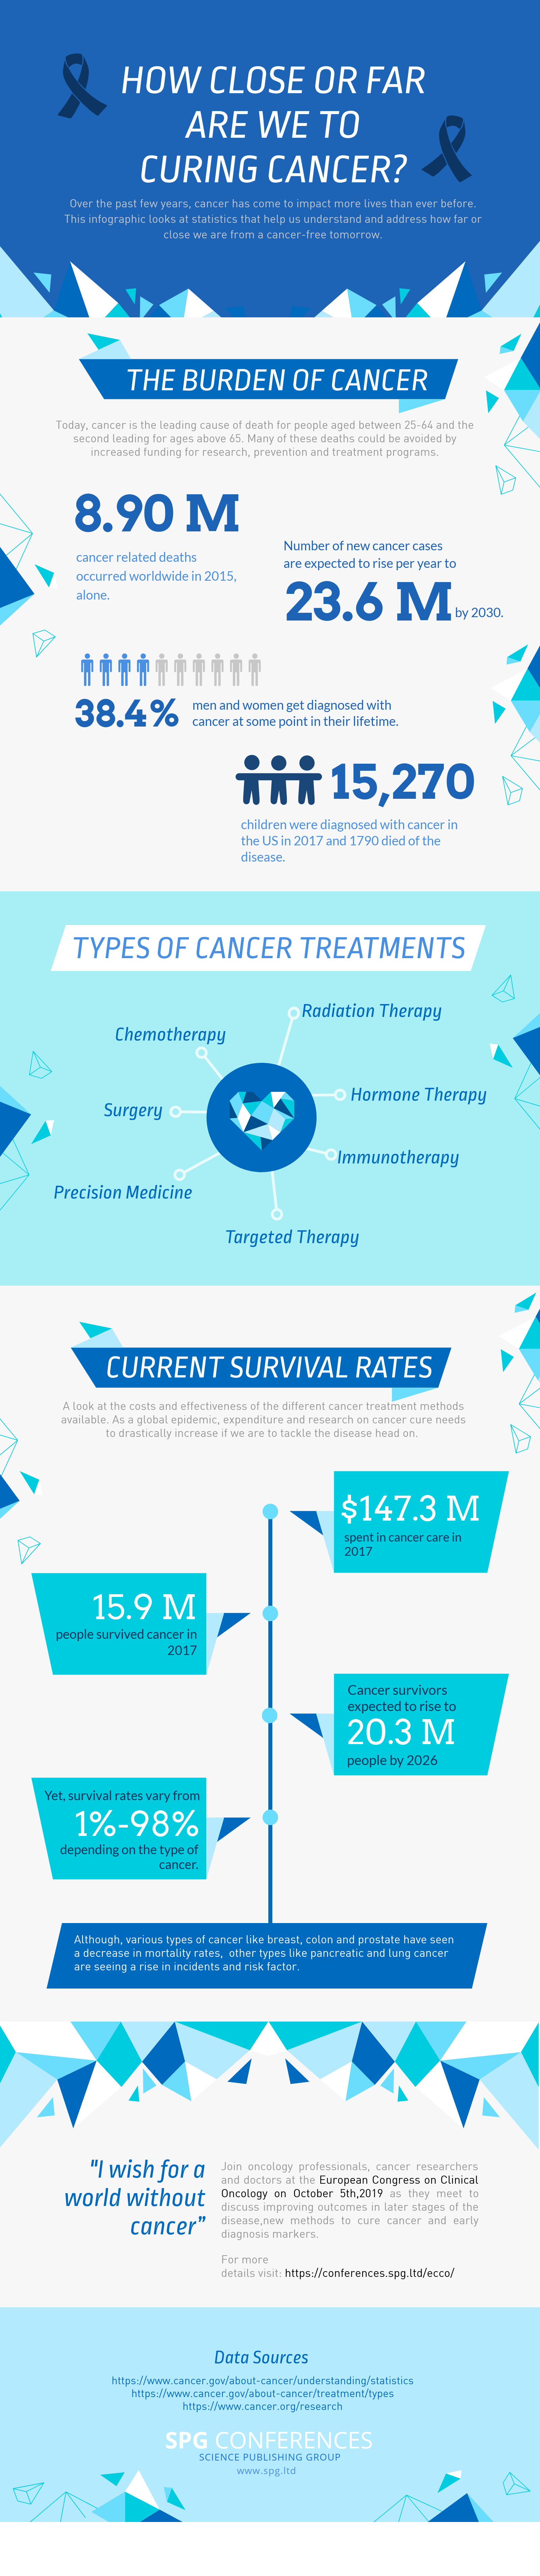 HOW CLOSE OR FAR
ARE WE TO
CURING CANCER?
Over the past few years, cancer has come to impact more lives than ever before.
This infographic looks at statistics that help us understand and address how far or
close we are from a cancer-free tomorrow.
THE BURDEN OF CANCER
Today, cancer is the leading cause of death for people aged between 25-64 and the
second leading for ages above 65. Many of these deaths could be avoided by
increased funding for research, prevention and treatment programs.
8.90 M
cancer related deaths
occurred worldwide in 2015,
alone.
Number of new cancer cases
are expected to rise per year to
23.6 M by 2030.
38.4%
men and women get diagnosed with
cancer at some point in their lifetime.
15,270
children were diagnosed with cancer in
the US in 2017 and 1790 died of the
disease.
TYPES OF CANCER TREATMENTS
Radiation Therapy
Chemotherapy
Hormone Therapy
Surgery
Immunotherapy
Precision Medicine
Targeted Therapy
CURRENT SURVIVAL RATES
A look at the costs and effectiveness of the different cancer treatment methods
available. As a global epidemic, expenditure and research on cancer cure needs
to drastically increase if we are to tackle the disease head on.
$147.3 M
spent in cancer care in
2017
15.9 M
people survived cancer in
2017
Cancer survivors
expected to rise to
20.3 M
people by 2026
Yet, survival rates vary from
1%-98%
depending on the type of
cancer.
Although, various types of cancer like breast, colon and prostate have seen
a decrease in mortality rates, other types like pancreatic and lung cancer
are seeing a rise in incidents and risk factor.
"I wish for a
world without
cancer"
Join oncology professionals, cancer researchers
and doctors at the European Congress on Clinical
Oncology on October 5th,2019 as they meet to
discuss improving outcomes in later stages of the
disease,new methods to cure cancer and early
diagnosis markers.
For more
details visit: https://conferences.spg.ltd/ecco/
Data Sources
https://www.cancer.gov/about-cancer/understanding/statistics
https://www.cancer.gov/about-cancer/treatment/types
https://www.cancer.org/research
SPG CONFERENCES
SCIENCE PUBLISHING GROUP
www.spg.ltd